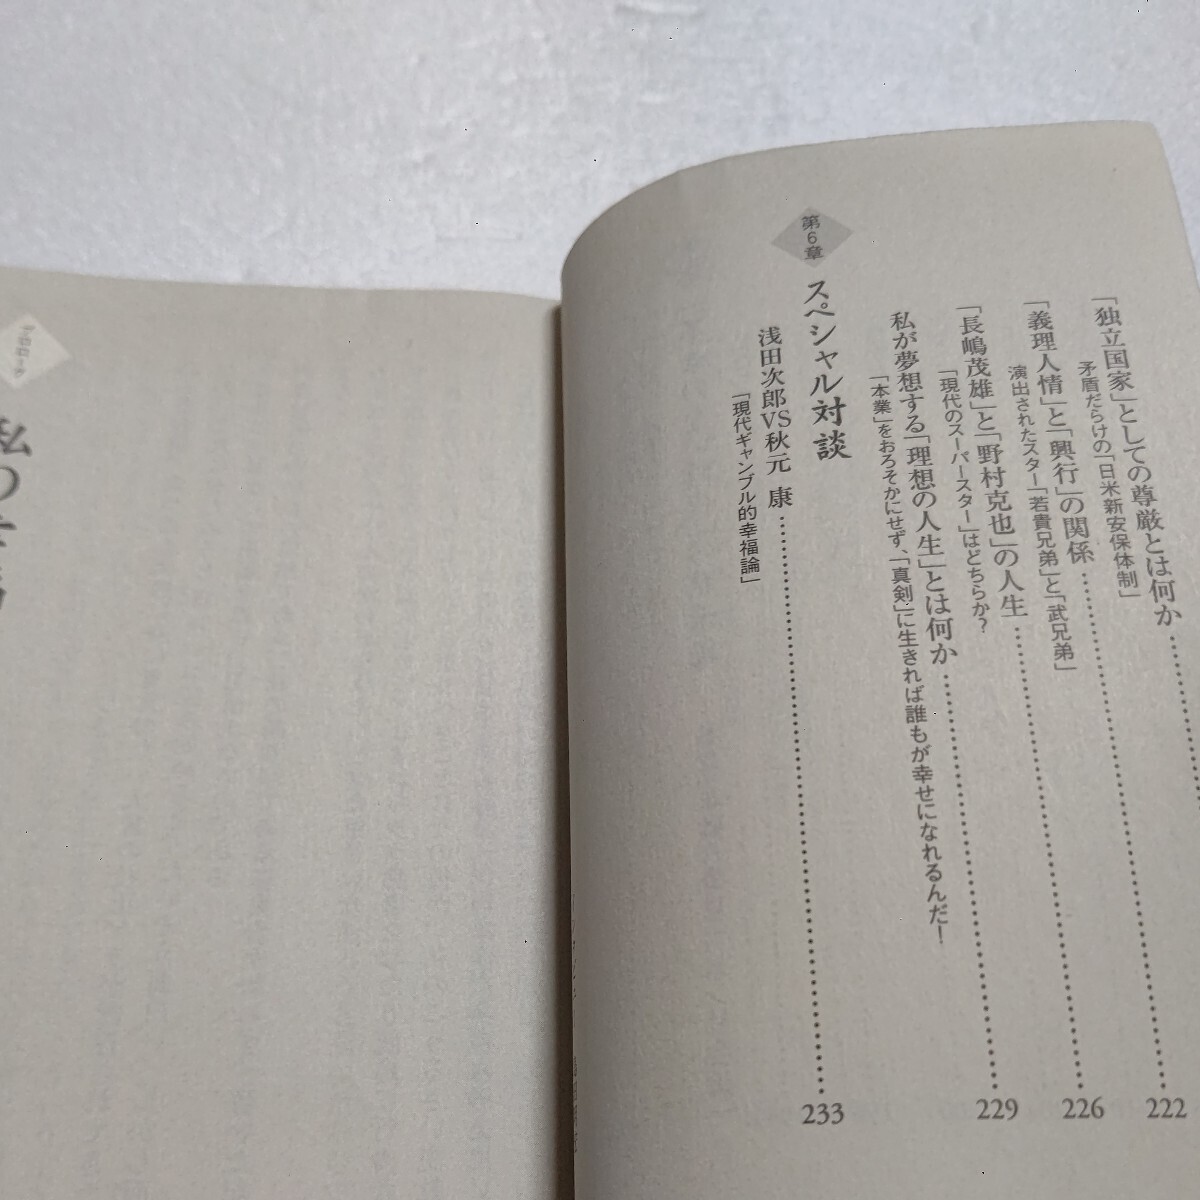 「独立国家」としての尊厳とは何か……………
矛盾だらけの「日米新安保体制」
「義理人情」と「興行」の関係……………222
演出されたスター「若貴兄弟」と「武兄弟」
「長嶋茂雄」と「野村克也」の人生……………226
「現代のスーパースター」はどちらか?
私が夢想する「理想の人生」とは何か……………229
「本業」をおろそかにせず、「真剣」に生きれば誰もが幸せになれるんだ!
第6章
スペシャル対談
浅田次郎VS秋元 康……………233
「現代ギャンブル的幸福論」
プロローグ
私の